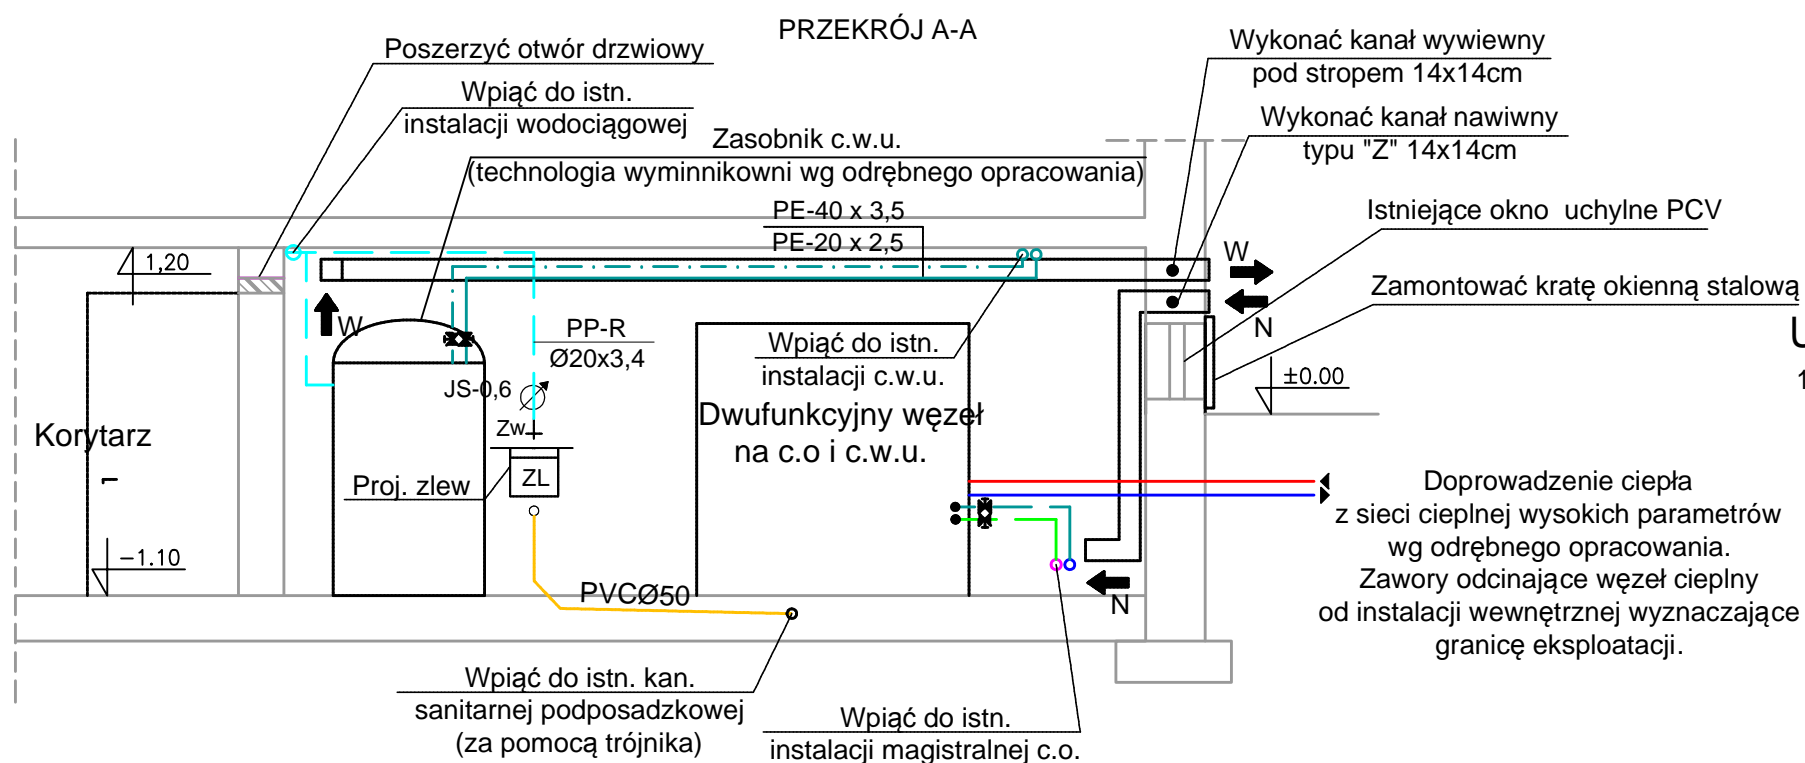 PRZEKRÓJ A-A
Poszerzyć otwór drzwiowy
Wpiąć do istn.
instalacji wodociągowej
Zasobnik c.w.u.
(technologia wyminnikowni wg odrębnego opracowania)
PE-40 x 3,5
PE-20 x 2,5
Wykonać kanał wywiewny
pod stropem 14x14cm
Wykonać kanał nawiwny
typu "Z" 14x14cm
Istniejące okno uchylne PCV
W
N
Zamontować kratę okienną stalową
U
1
±0.00
1,20
W
PP-R
Ø20x3,4
JS-0,6
Zw
ZL
Proj. zlew
Wpiąć do istn.
instalacji c.w.u.
Dwufunkcyjny węzeł
na c.o i c.w.u.
Korytarz
−1.10
PVCØ50
N
Doprowadzenie ciepła
z sieci cieplnej wysokich parametrów
wg odrębnego opracowania.
Zawory odcinające węzeł cieplny
od instalacji wewnętrznej wyznaczające
granicę eksploatacji.
Wpiąć do istn. kan.
sanitarnej podposadzkowej
(za pomocą trójnika)
Wpiąć do istn.
instalacji magistralnej c.o.